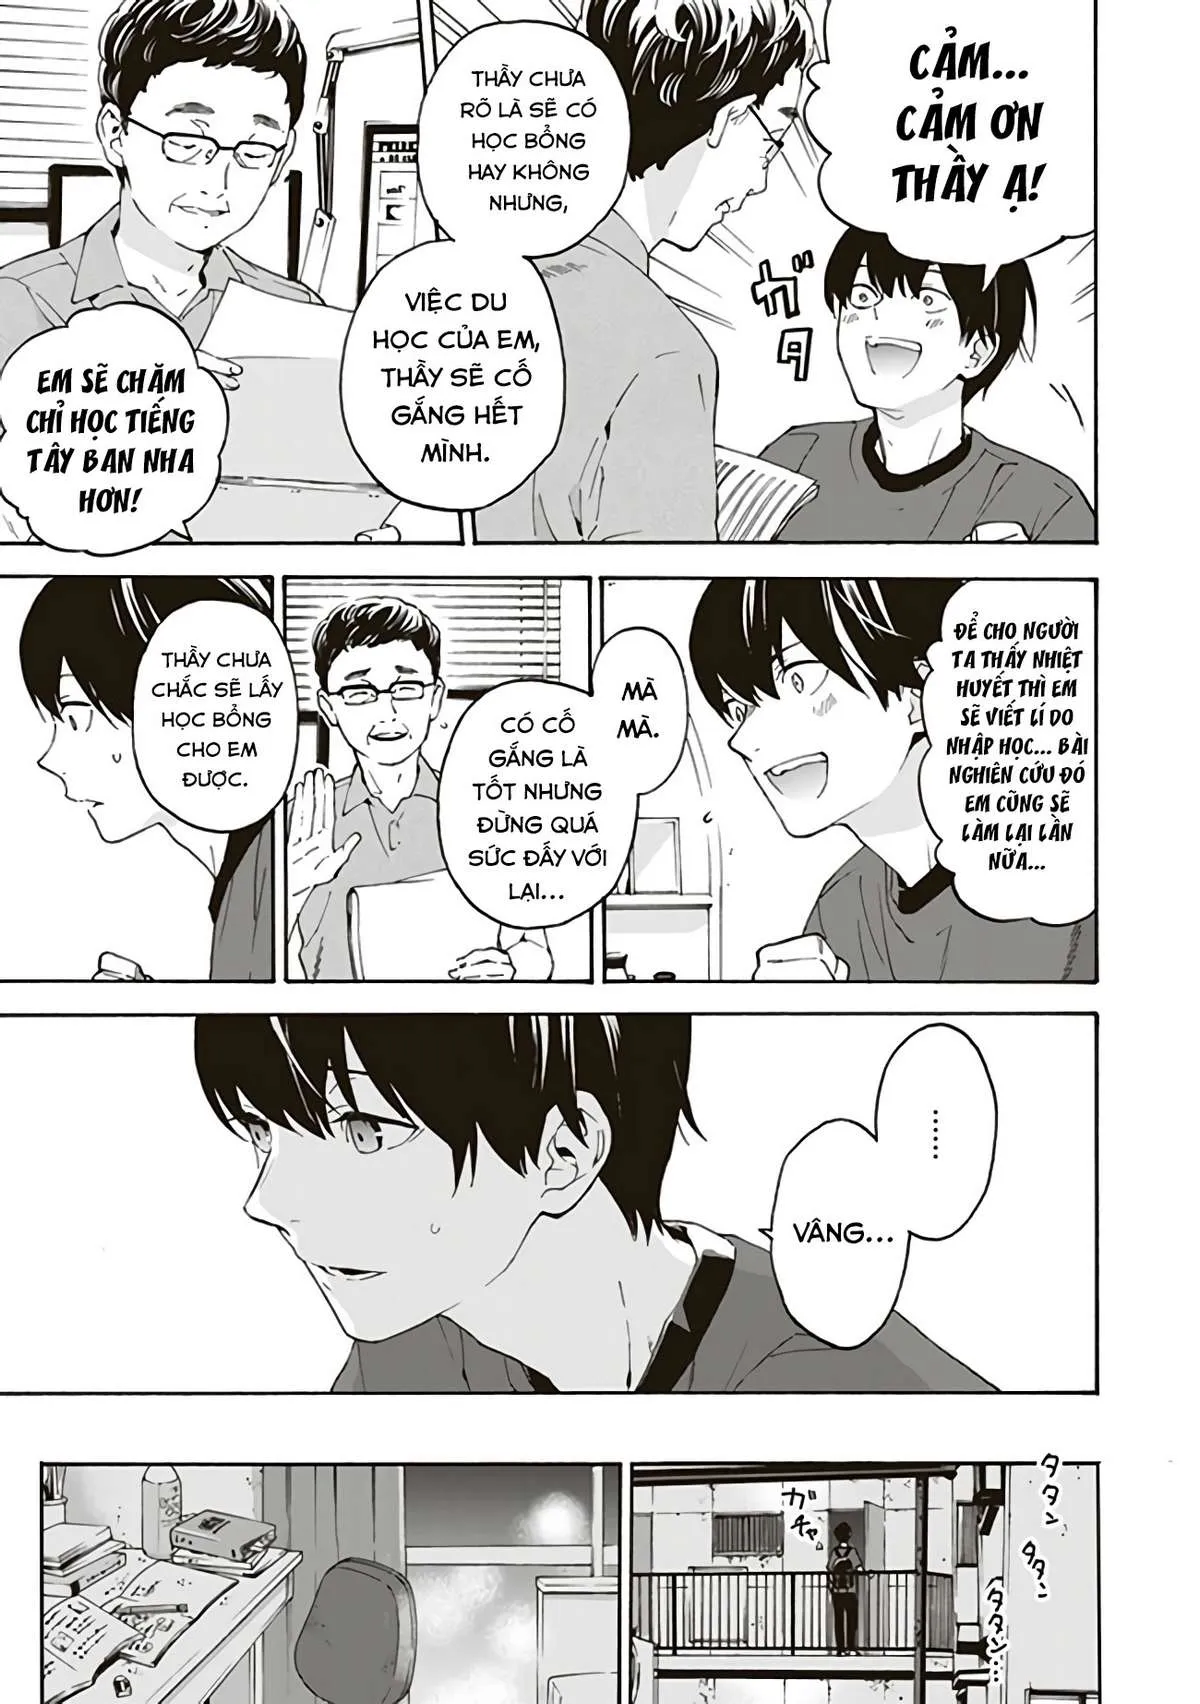 CẢM...
CẢM ƠN
THẦY Ạ!
ガタ
THẦY CHƯA
RÕ LÀ SẼ CÓ
HỌC BỔNG
HAY KHÔNG
NHƯNG,
VIỆC DU
HỌC CỦA EM,
THẦY SẼ CỐ
GẮNG HẾT
MÌNH.
EM SẼ CHĂM
CHỈ HỌC TIẾNG
TÂY BAN NHA
HƠN!
ĐỂ CHO NGƯỜI
TA THẤY NHIỆT
HUYẾT THÌ EM
SẼ VIẾT LÍ DO
NHẬP HỌC... BÀI
NGHIÊN CỨU ĐÓ
EM CŨNG SẼ
LÀM LẠI LẦN
NỮA...
MÀ
MÀ.
CÓ CỐ
GẮNG LÀ
TỐT NHƯNG
ĐỪNG QUÁ
SỨC ĐẤY VỚI
LẠI...
THẦY CHƯA
CHẮC SẼ LẤY
HỌC BỔNG
CHO EM
ĐƯỢC.
......
VÂNG...
タタン
タタン
タタタン...
ガチャ